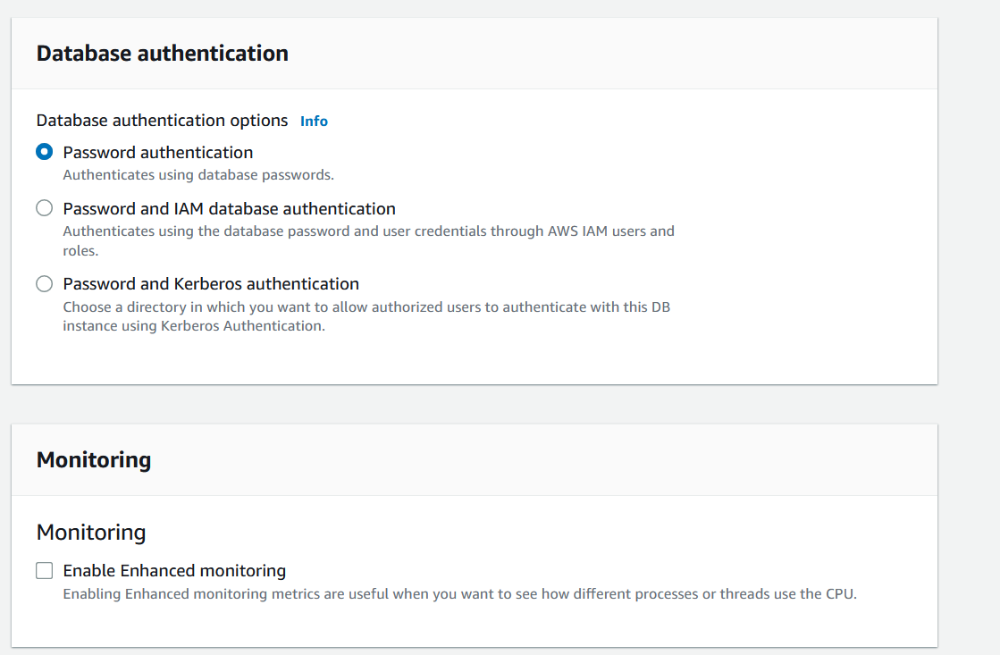 Database authentication
Database authentication options Info
Password authentication
Authenticates using database passwords.
Password and IAM database authentication
Authenticates using the database password and user credentials through AWS IAM users and
roles.
Password and Kerberos authentication
Choose a directory in which you want to allow authorized users to authenticate with this DB
instance using Kerberos Authentication.
Monitoring
Monitoring
Enable Enhanced monitoring
Enabling Enhanced monitoring metrics are useful when you want to see how different processes or threads use the CPU.